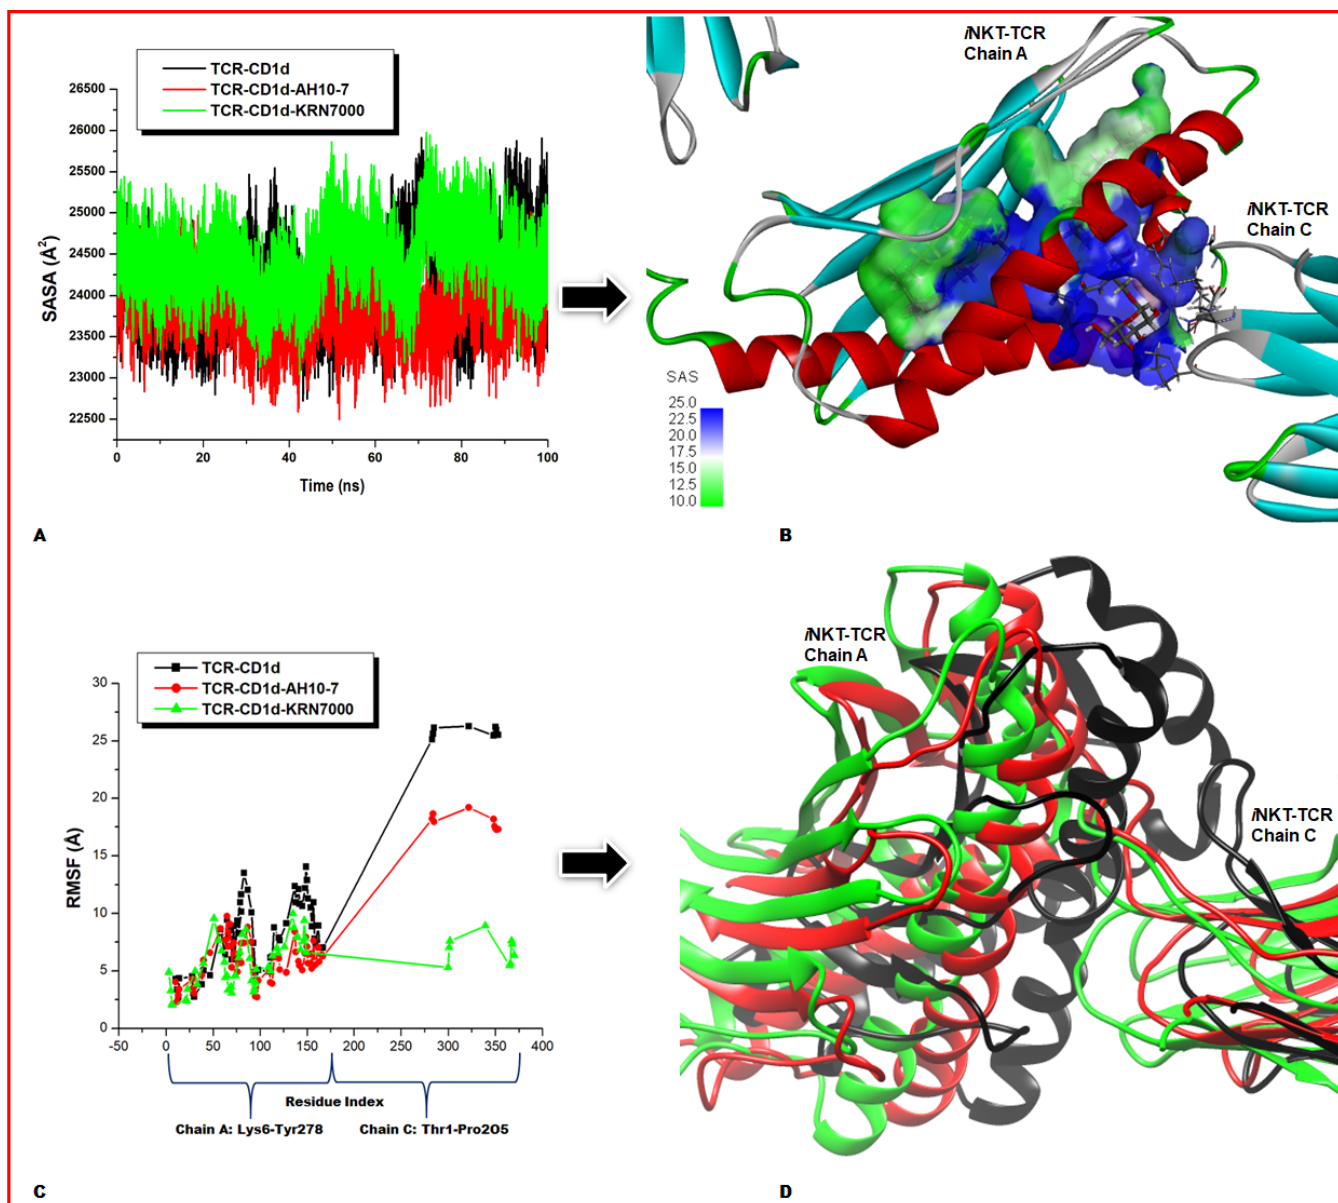 TCR-CD1d
TCR-CD1d-AH10-7
TCR-CD1d-KRN7000
26500
26000
25500
25000
24500
24000
23500
23000
22500
SASA (Å²)
0
20
40
60
80
100
Time (ns)
A
iNKT-TCR
Chain A
iNKT-TCR
Chain C
SAS
25.0
22.5
20.0
17.5
15.0
12.5
10.0
B
TCR-CD1d
TCR-CD1d-AH10-7
TCR-CD1d-KRN7000
30
25
20
15
10
5
0
RMSF (Å)
-50
0
50
100
150
200
250
300
350
400
Residue Index
Chain A: Lys6-Tyr278
Chain C: Thr1-Pro205
C
iNKT-TCR
Chain A
iNKT-TCR
Chain C
D